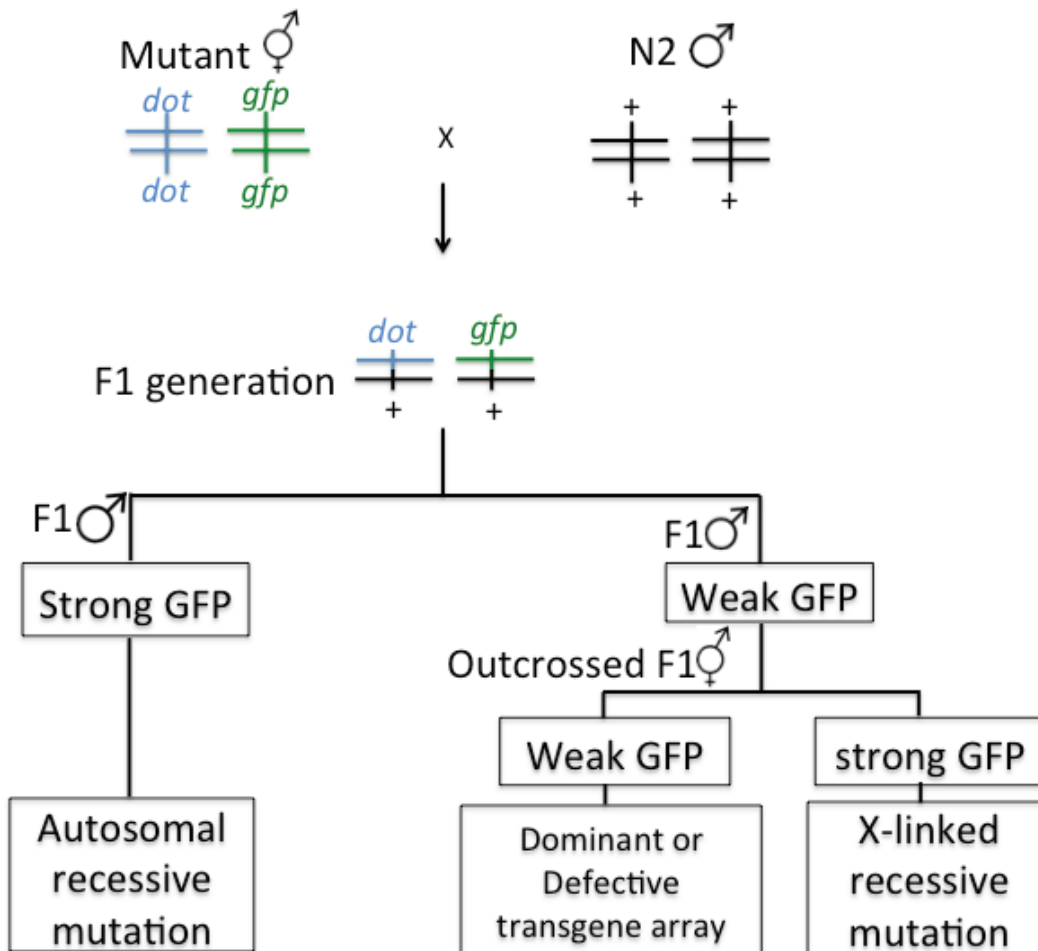 Mutant ⚥
N2 ♂
dot gfp
+ +
x
dot gfp
+ +
dot gfp
F1 generation
+ +
F1♂
F1♂
Strong GFP
Weak GFP
Outcrossed F1⚥
Weak GFP
strong GFP
Autosomal
recessive
mutation
Dominant or
Defective
transgene array
X-linked
recessive
mutation